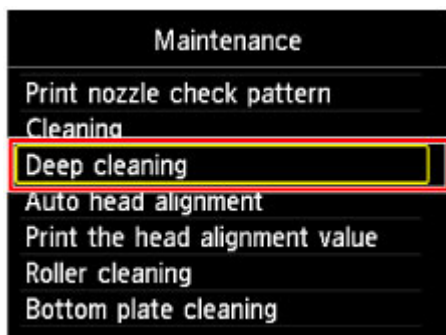 Maintenance
Print nozzle check pattern
Cleaning
Deep cleaning
Auto head alignment
Print the head alignment value
Roller cleaning
Bottom plate cleaning